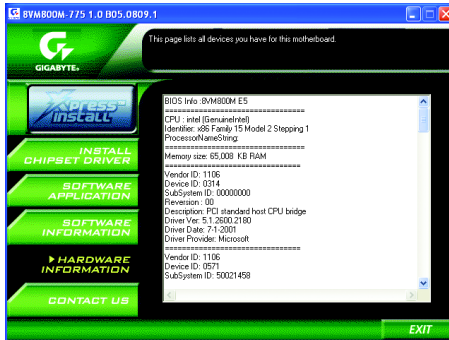 8VM800M-775 1.0 B05.0809.1
This page lists all devices you have for this motherboard.
GIGABYTE
Xpress
Install
INSTALL
CHIPSET DRIVER
SOFTWARE
APPLICATION
SOFTWARE
INFORMATION
HARDWARE
INFORMATION
CONTACT US
BIOS Info :8VM800M E5
=================================
CPU : intel (GenuineIntel)
Identifier: x86 Family 15 Model 2 Stepping 1
ProcessorNameString:
=================================
Memory size: 65,008 KB RAM
=================================
Vendor ID: 1106
Device ID: 0314
SubSystem ID: 00000000
Reversion : 00
Description: PCI standard host CPU bridge
Driver Ver: 5.1.2600.2180
Driver Date: 7-1-2001
Driver Provider: Microsoft
=================================
Vendor ID: 1106
Device ID: 0571
SubSystem ID: 50021458
EXIT